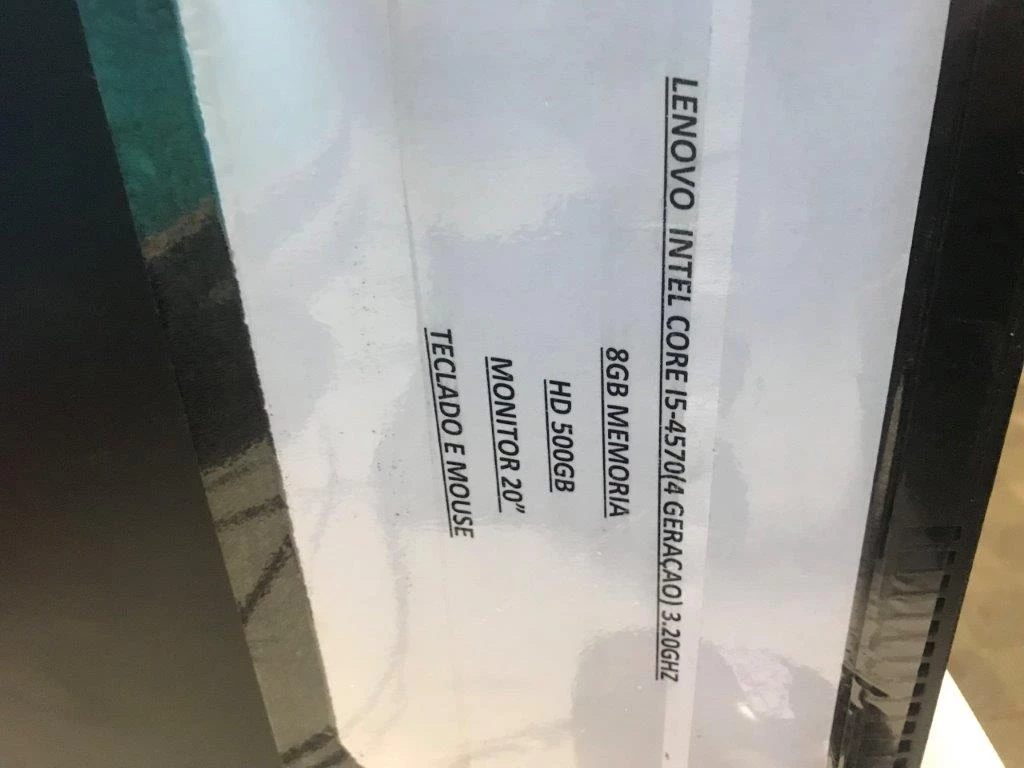 LENOVO INTEL CORE I5-4570(4 GERAÇAO) 3.20GHZ
8GB MEMORIA
HD 500GB
MONITOR 20”
TECLADO E MOUSE